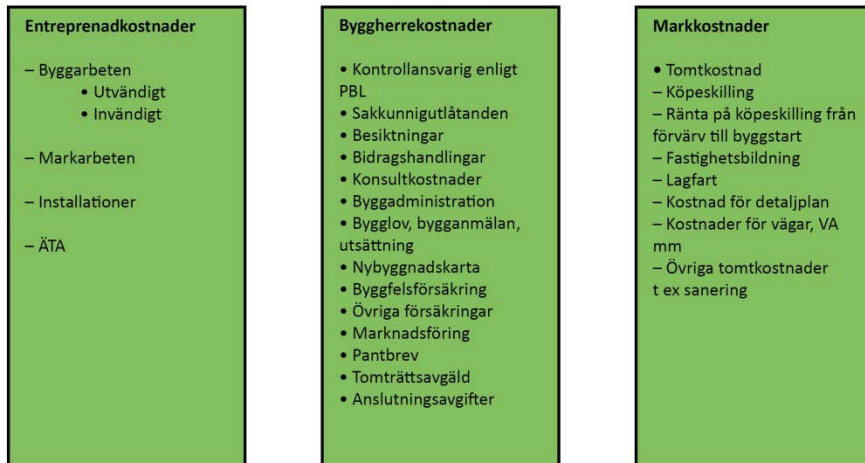 Entreprenadkostnader
– Byggarbeten
• Utvändigt
• Invändigt
– Markarbeten
– Installationer
– ÄTA
Byggherrekostnader
• Kontrollansvarig enligt
PBL
• Sakkunnigutlåtanden
• Besiktningar
• Bidragshandlingar
• Konsultkostnader
• Byggadministration
• Bygglov, bygganmälan,
utsättning
• Nybyggnadskarta
• Byggfelsförsäkring
• Övriga försäkringar
• Marknadsföring
• Pantbrev
• Tomträttsavgäld
• Anslutningsavgifter
Markkostnader
• Tomtkostnad
– Köpeskilling
– Ränta på köpeskilling från
förvärv till byggstart
– Fastighetsbildning
– Lagfart
– Kostnad för detaljplan
– Kostnader för vägar, VA
mm
– Övriga tomtkostnader
t ex sanering